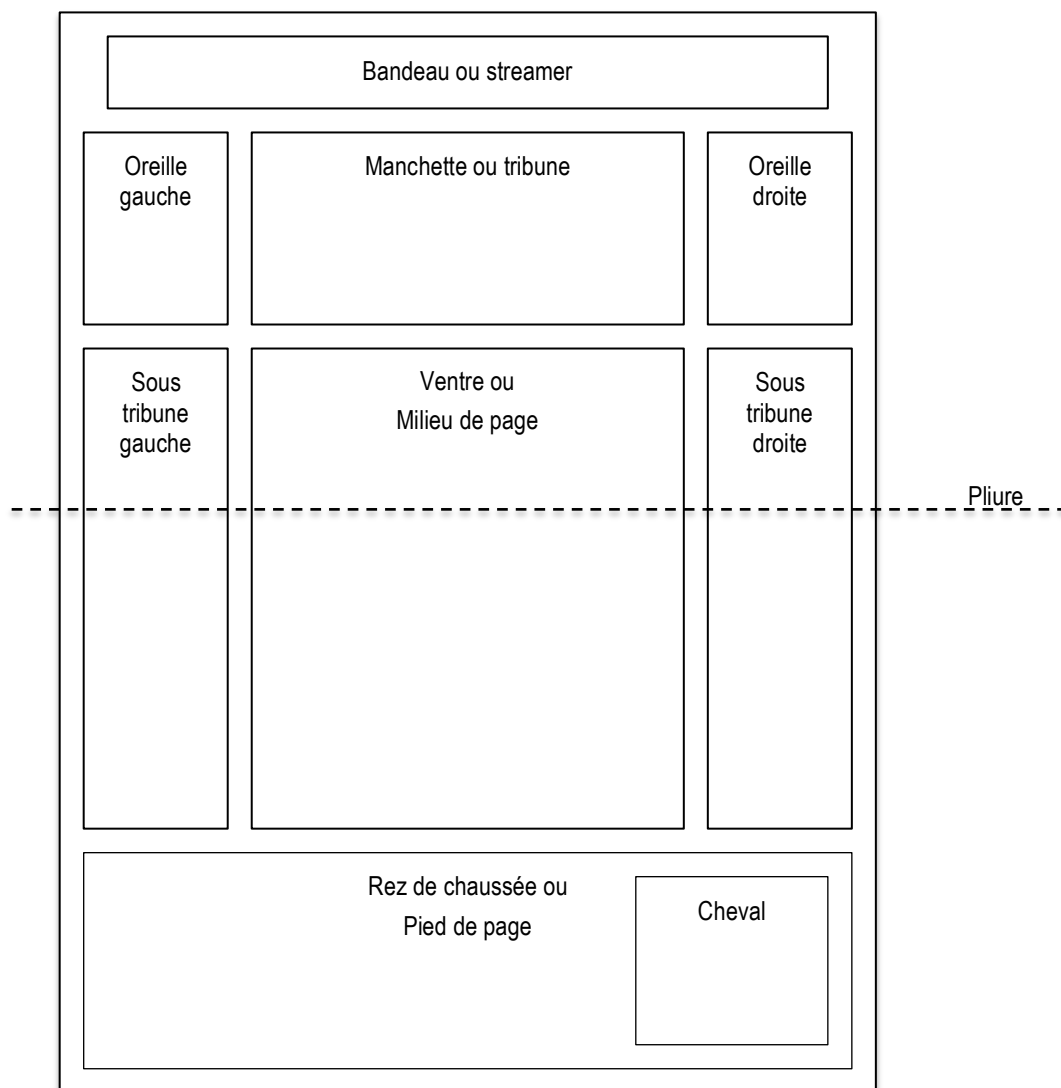 Bandeau ou streamer
Oreille
gauche
Manchette ou tribune
Oreille
droite
Sous
tribune
gauche
Ventre ou
Milieu de page
Sous
tribune
droite
Pliure
Rez de chaussée ou
Pied de page
Cheval